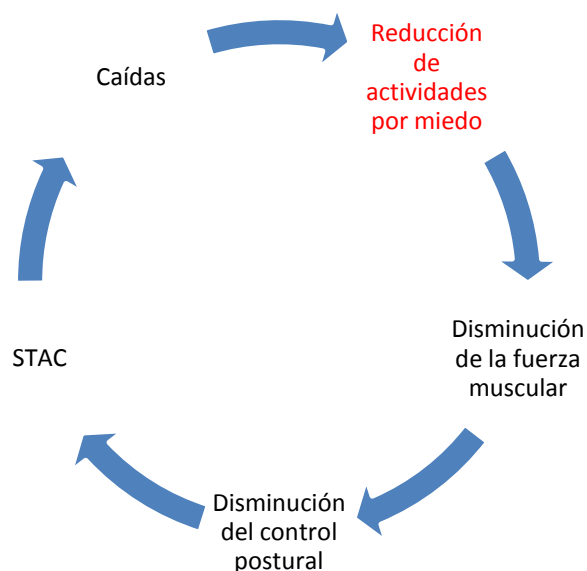 Caídas
Reducción
de
actividades
por miedo
Disminución
de la fuerza
muscular
Disminución
del control
postural
STAC